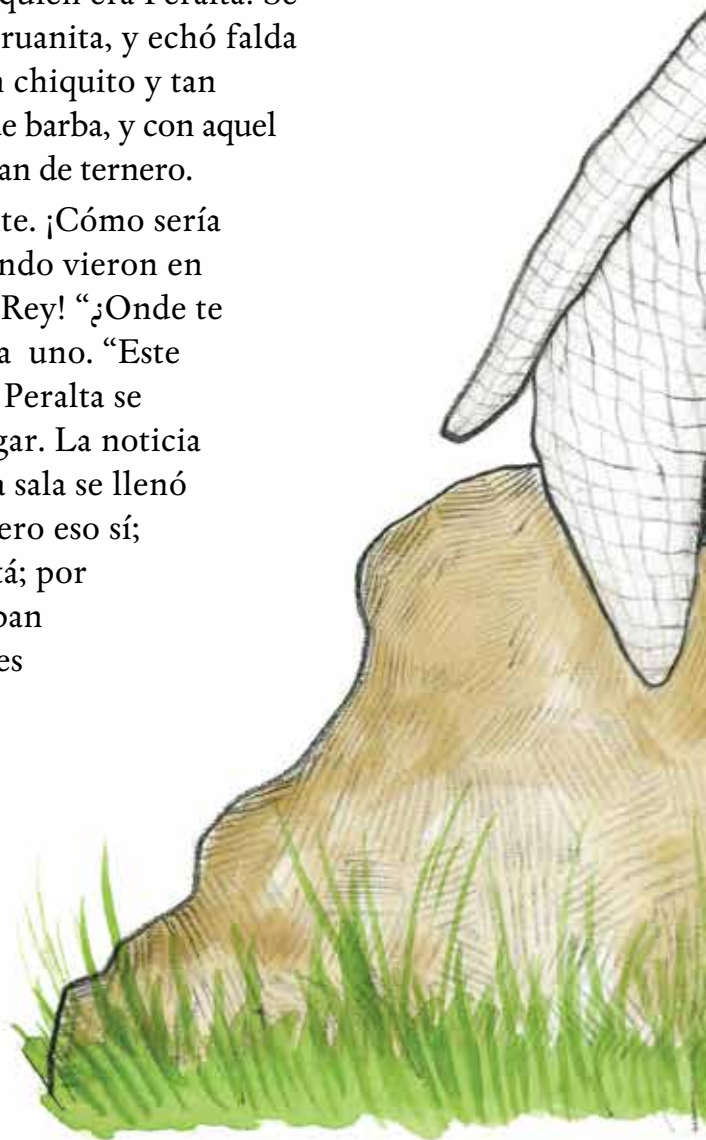 quien era Peralta. Se
ruanita, y echó falda
chiquito y tan
de barba, y con aquel
an de ternero.
te. ¡Cómo sería
ndo vieron en
Rey! “¿Onde te
a uno. “Este
Peralta se
gar. La noticia
a sala se llenó
ero eso sí;
tá; por
ban
es